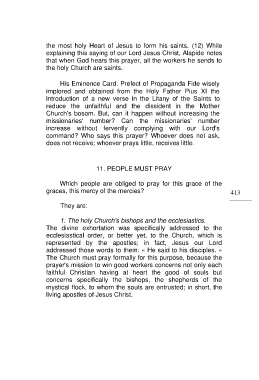 the most holy Heart of Jesus to form his saints. (12) While
explaining this saying of our Lord Jesus Christ, Alapide notes
that when God hears this prayer, all the workers he sends to
the holy Church are saints.
His Eminence Card. Prefect of Propaganda Fide wisely
implored and obtained from the Holy Father Pius XI the
introduction of a new verse in the Litany of the Saints to
reduce the unfaithful and the dissident in the Mother
Church's bosom. But, can it happen without increasing the
missionaries' number? Can the missionaries' number
increase without fervently complying with our Lord's
command? Who says this prayer? Whoever does not ask,
does not receive; whoever prays little, receives little.
11. PEOPLE MUST PRAY
Which people are obliged to pray for this grace of the
graces, this mercy of the mercies?
413
They are:
1. The holy Church's bishops and the ecclesiastics.
The divine exhortation was specifically addressed to the
ecclesiastical order, or better yet, to the Church, which is
represented by the apostles; in fact, Jesus our Lord
addressed those words to them: « He said to his disciples. »
The Church must pray formally for this purpose, because the
prayer's mission to win good workers concerns not only each
faithful Christian having at heart the good of souls but
concerns specifically the bishops, the shepherds of the
mystical flock, to whom the souls are entrusted; in short, the
living apostles of Jesus Christ.